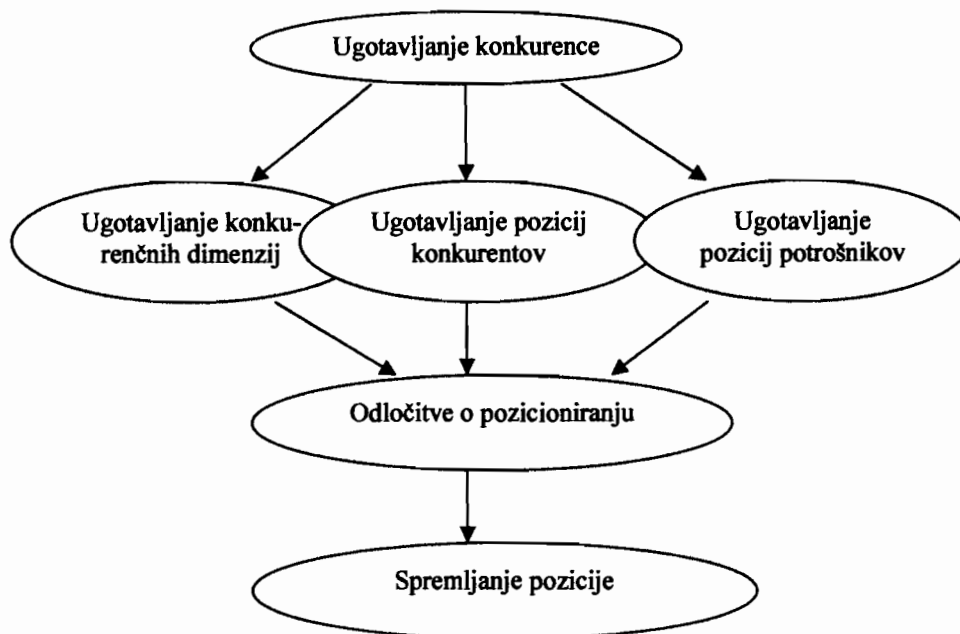 Ugotavljanje konkurence
Ugotavljanje konku-
renčnih dimenzij
Ugotavljanje pozicij
konkurentov
Ugotavljanje
pozicij potrošnikov
Odločitve o pozicioniranju
Spremljanje pozicije